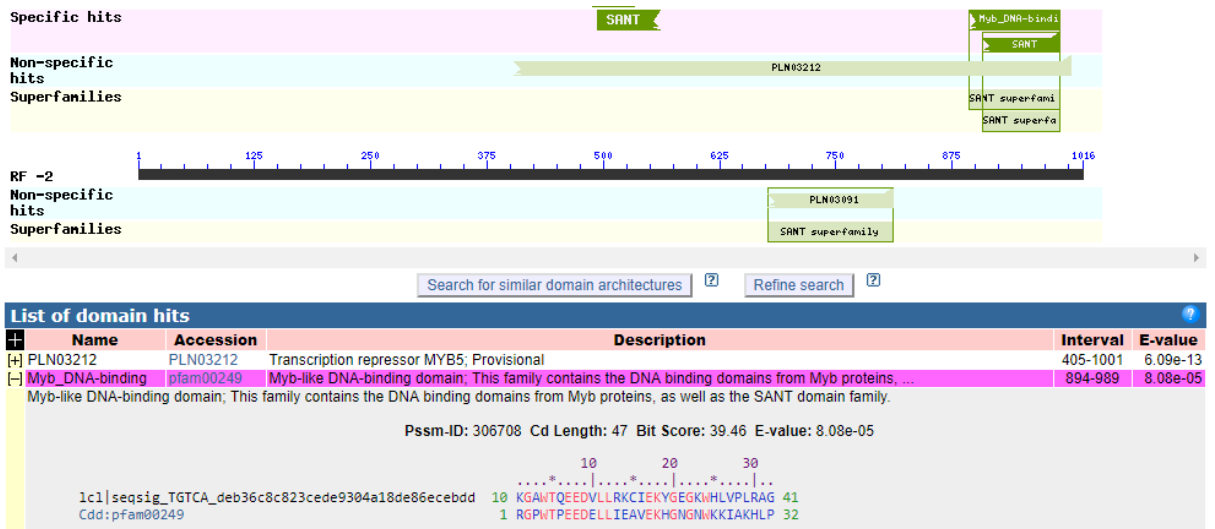 Specific hits
SANT
Myb_DNA-bindi
SANT
Non-specific
hits
PLN03212
Superfamilies
SANT superfami
SANT superfa
1 125 250 375 500 625 750 875 1016
RF -2
Non-specific
hits
PLN03091
Superfamilies
SANT superfamily
Search for similar domain architectures ? Refine search ?
List of domain hits ?
+ Name Accession Description Interval E-value
[+] PLN03212 PLN03212 Transcription repressor MYB5; Provisional 405-1001 6.09e-13
[-] Myb_DNA-binding pfam00249 Myb-like DNA-binding domain; This family contains the DNA binding domains from Myb proteins, ... 894-989 8.08e-05
Myb-like DNA-binding domain; This family contains the DNA binding domains from Myb proteins, as well as the SANT domain family.
Pssm-ID: 306708 Cd Length: 47 Bit Score: 39.46 E-value: 8.08e-05
10 20 30
....*....|....*....|....*....|..
lcl|seqsig_TGTCA_deb36c8c823cede9304a18de86ecebdd 10 KGAWTQEEDVLLRKCIEKYGEGKWHLVPLRAG 41
Cdd:pfam00249 1 RGPWTPEEDELLIEAVEKHGNGNWKKIAKHLP 32